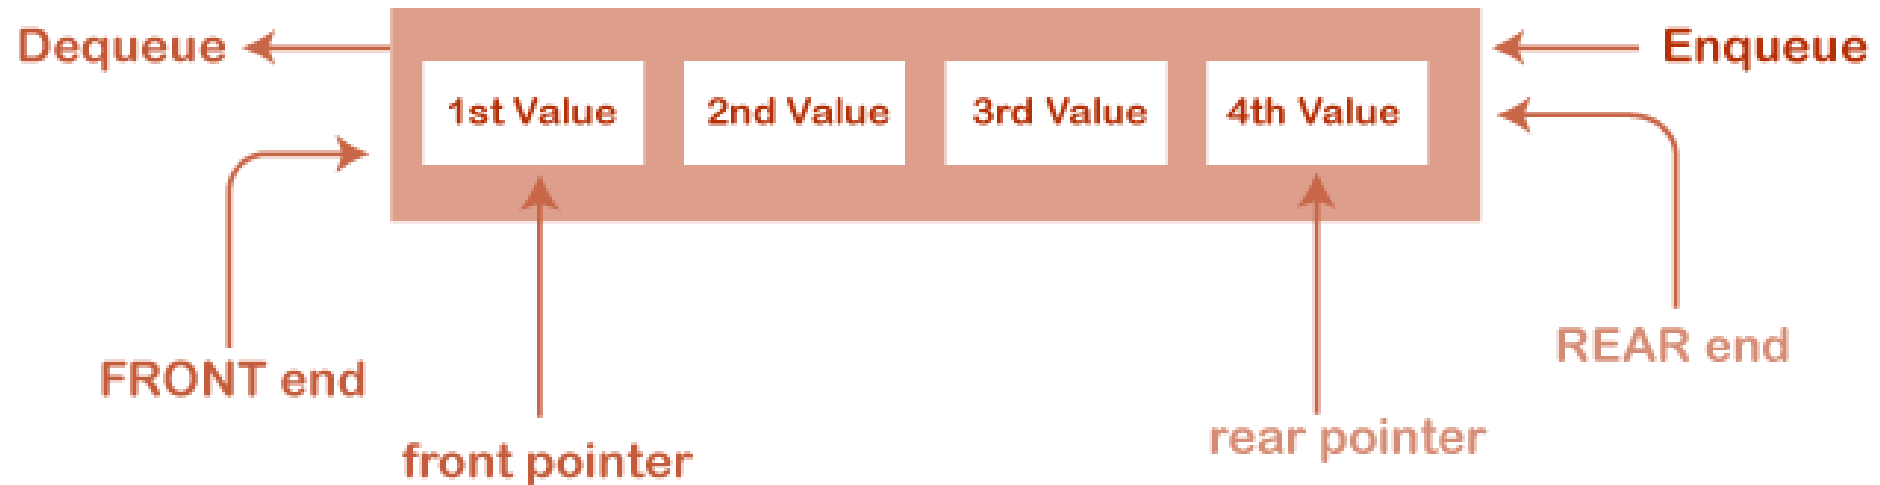 Dequeue
Enqueue
1st Value
2nd Value
3rd Value
4th Value
FRONT end
REAR end
front pointer
rear pointer